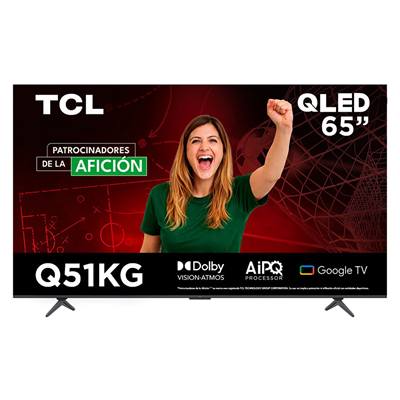 TCL
QLED
65”
PATROCINADORES
DE LA AFICIÓN
Q51KG
Dolby
VISION·ATMOS
AiPQ
PROCESSOR
Google TV